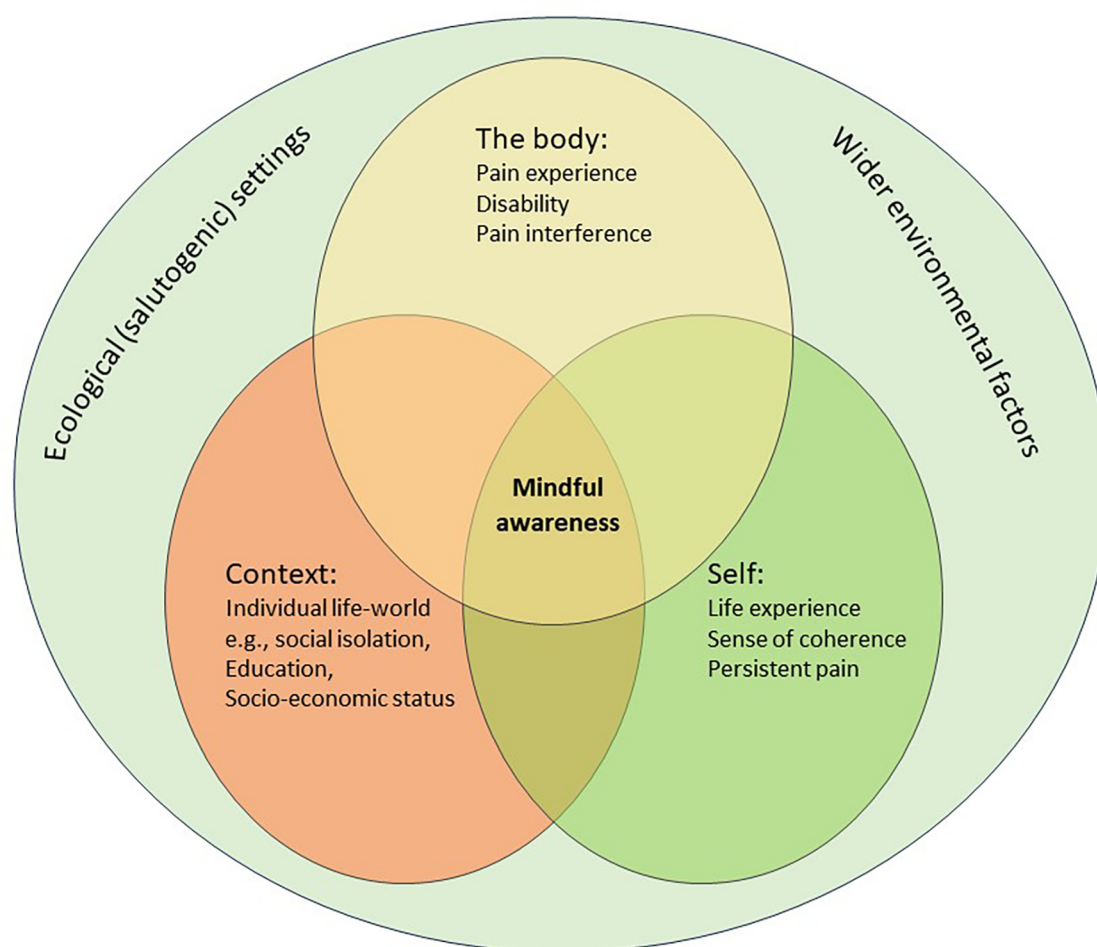 Ecological (salutogenic) settings
Wider environmental factors
The body:
Pain experience
Disability
Pain interference
Mindful
awareness
Context:
Individual life-world
e.g., social isolation,
Education,
Socio-economic status
Self:
Life experience
Sense of coherence
Persistent pain